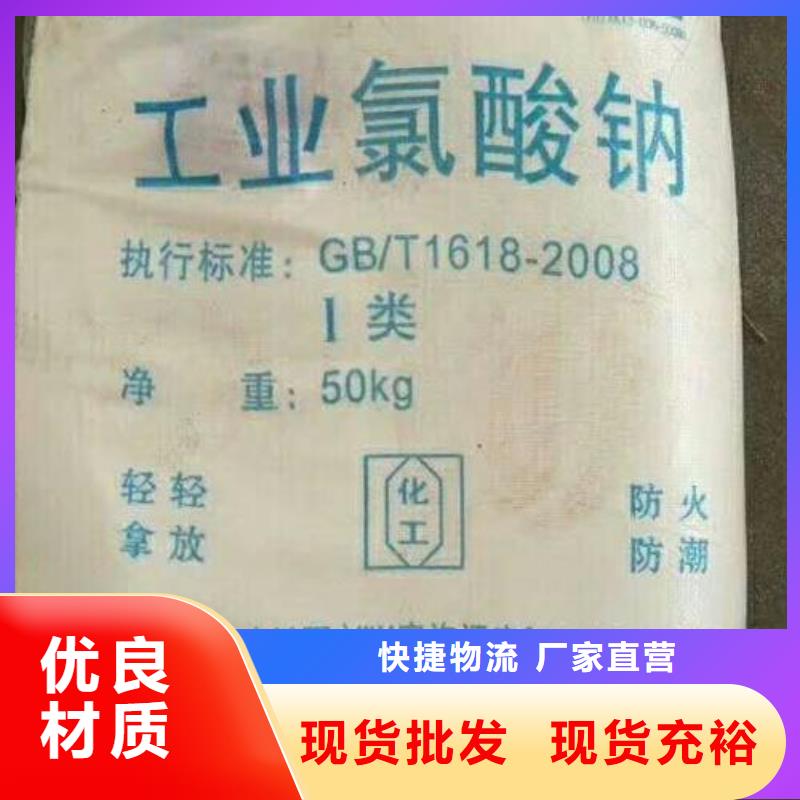 工业氯酸钠
执行标准：GB/T1618-2008
I 类
净 重：50kg
轻轻
拿放
化
工
防火
防潮
优良
材质
快捷物流 厂家直营
现货批发 现货充裕